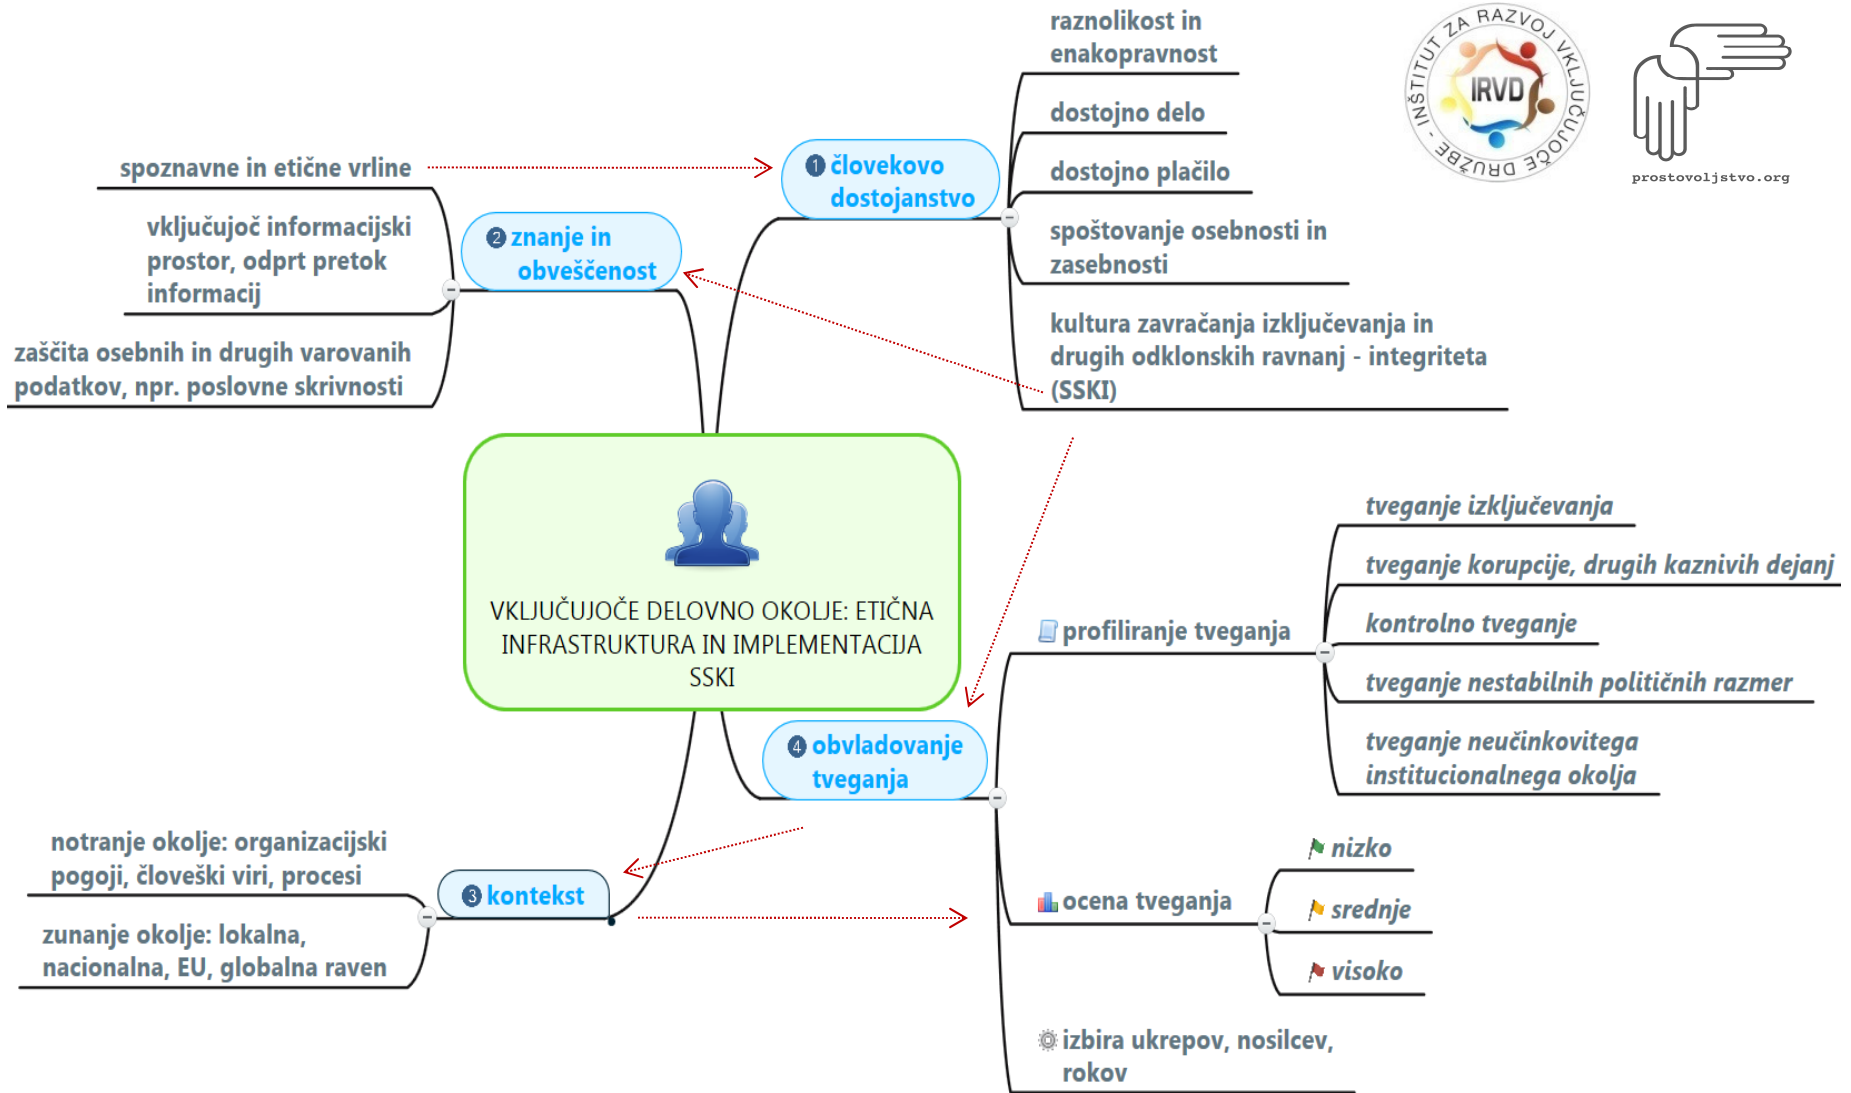 raznolikost in
enakopravnost
dostojno delo
dostojno plačilo
spoštovanje osebnosti in
zasebnosti
kultura zavračanja izključevanja in
drugih odklonskih ravnanj - integriteta
(SSKI)
1 človekovo
dostojanstvo
INŠTITUT ZA RAZVOJ VKLJUČUJOČE DRUŽBE -
IRVD
prostovoljstvo.org
spoznavne in etične vrline
vključujoč informacijski
prostor, odprt pretok
informacij
zaščita osebnih in drugih varovanih
podatkov, npr. poslovne skrivnosti
2 znanje in
obveščenost
VKLJUČUJOČE DELOVNO OKOLJE: ETIČNA
INFRASTRUKTURA IN IMPLEMENTACIJA
SSKI
notranje okolje: organizacijski
pogoji, človeški viri, procesi
zunanje okolje: lokalna,
nacionalna, EU, globalna raven
3 kontekst
4 obvladovanje
tveganja
profiliranje tveganja
tveganje izključevanja
tveganje korupcije, drugih kaznivih dejanj
kontrolno tveganje
tveganje nestabilnih političnih razmer
tveganje neučinkovitega
institucionalnega okolja
ocena tveganja
nizko
srednje
visoko
izbira ukrepov, nosilcev,
rokov